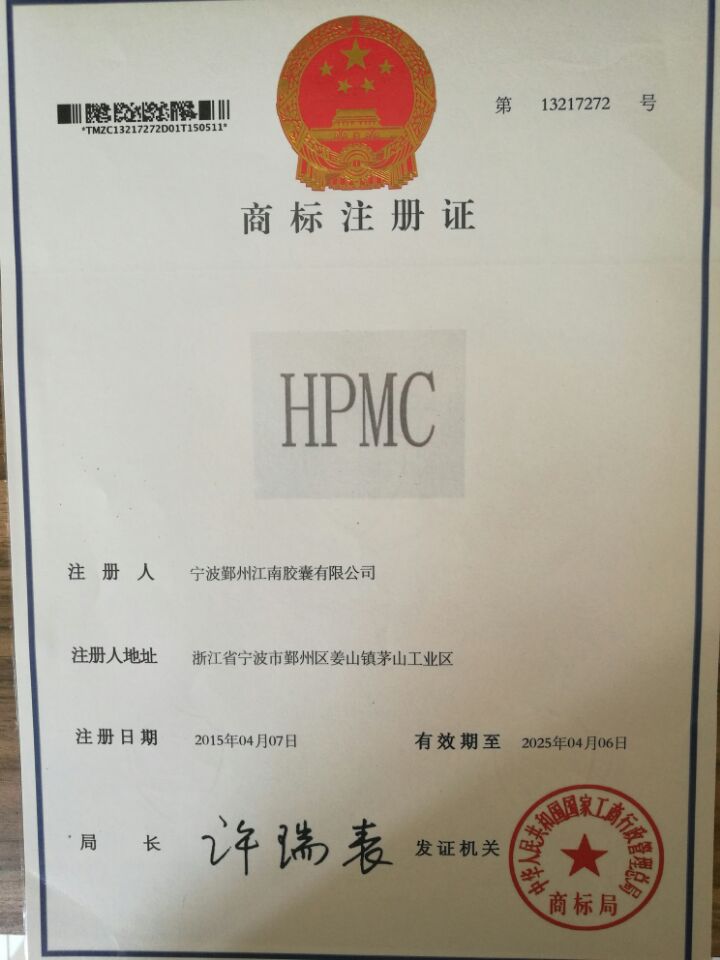 *TMZC13217272D01T150511*
第 13217272 号
商标注册证
HPMC
注册人 宁波鄞州江南胶囊有限公司
注册人地址 浙江省宁波市鄞州区姜山镇茅山工业区
注册日期 2015年04月07日 有效期至 2025年04月06日
局长 许瑞表 发证机关
中华人民共和国国家工商行政管理总局
商标局